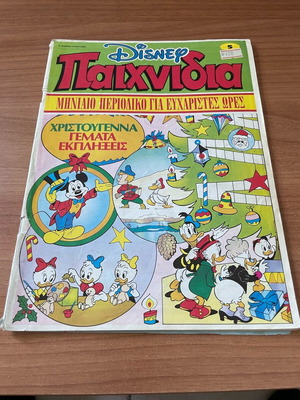 DISNEY
5
Παιχνίδια
ΜΗΝΙΑΙΟ ΠΕΡΙΟΔΙΚΟ ΓΙΑ ΕΥΧΑΡΙΣΤΕΣ ΩΡΕΣ
ΧΡΙΣΤΟΥΓΕΝΝΑ
ΓΕΜΑΤΑ
ΕΚΠΛΗΞΕΙΣ